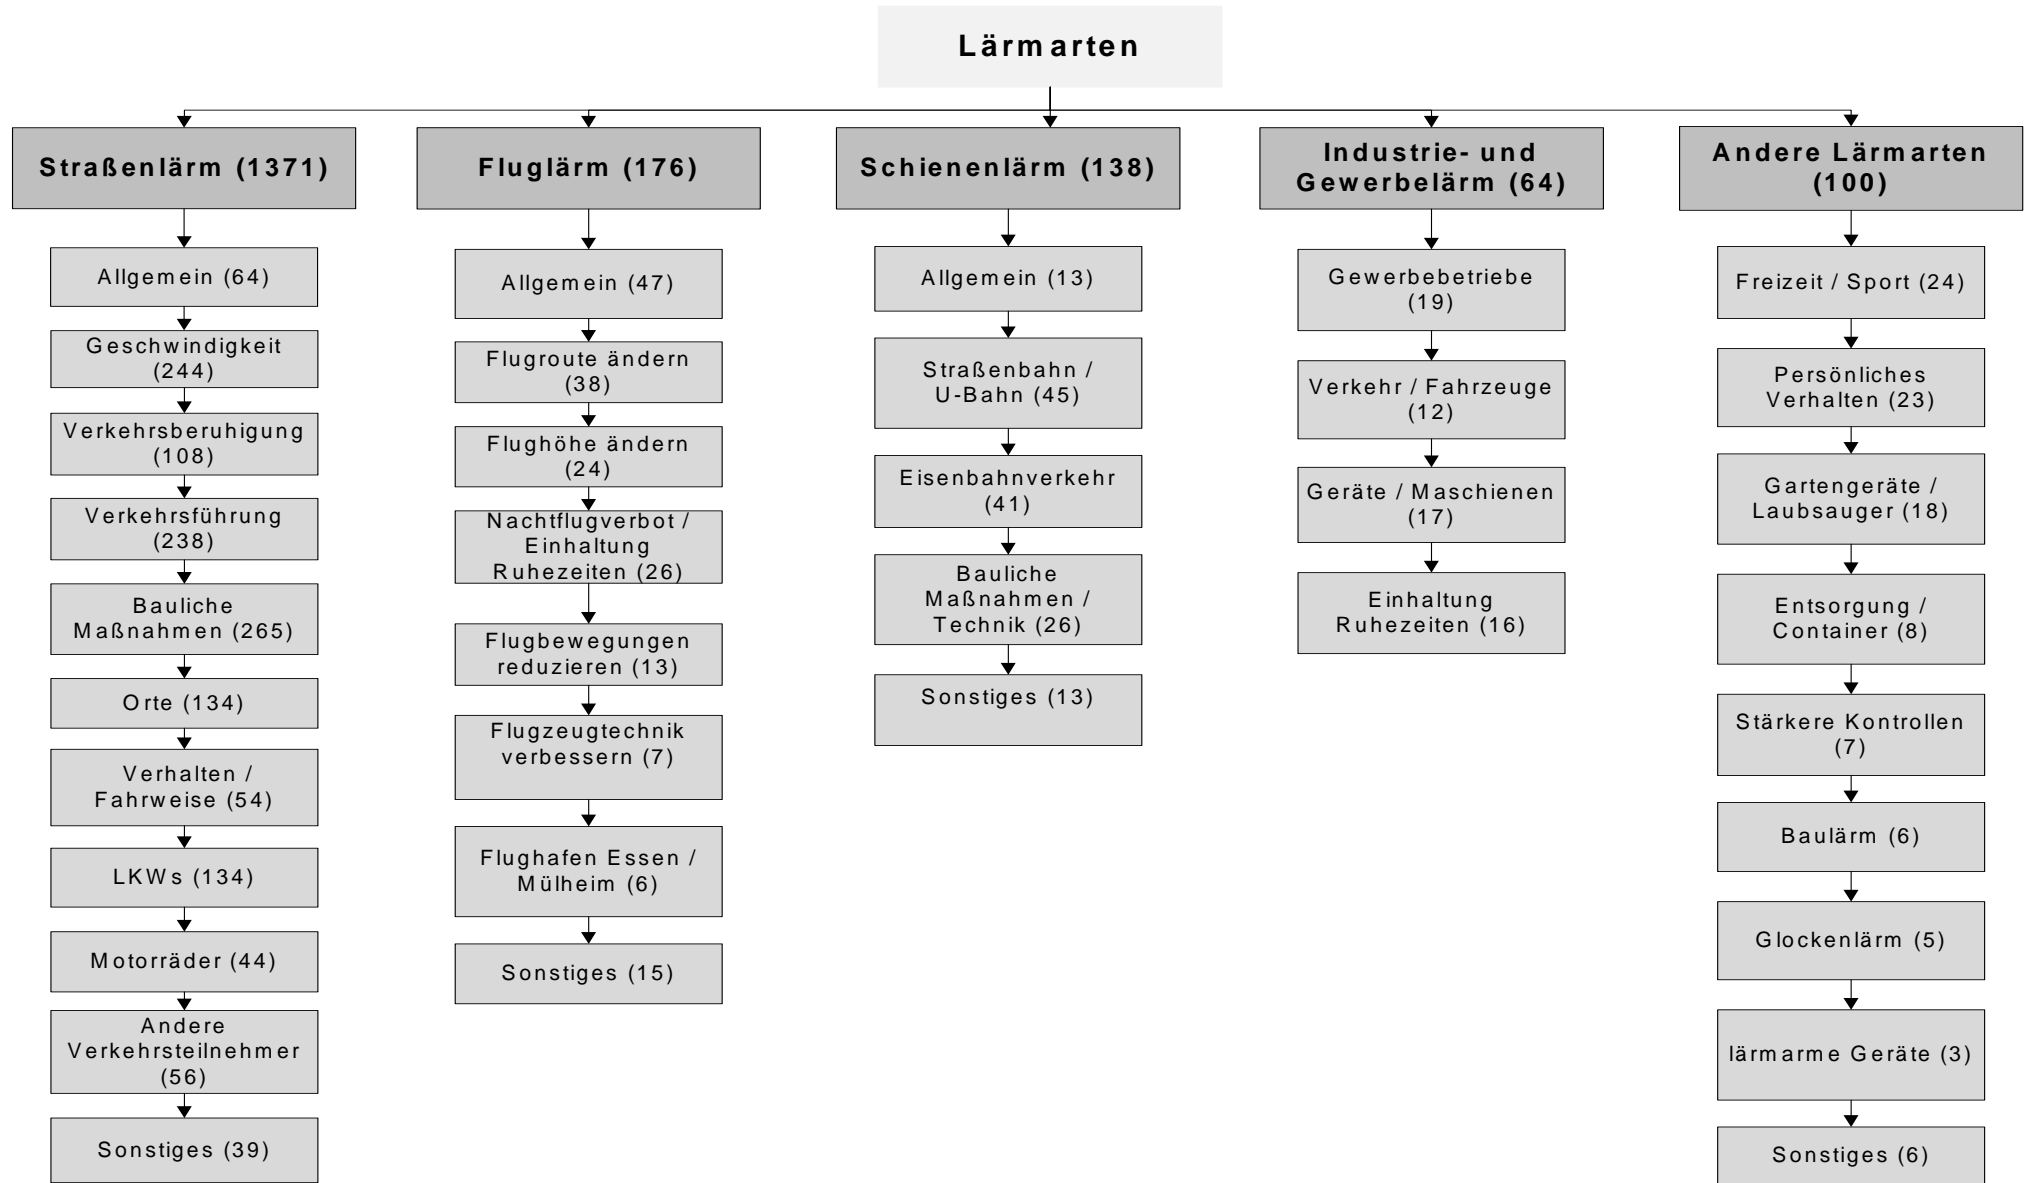 Lärmarten
Straßenlärm (1371)
Allgemein (64)
Geschwindigkeit
(244)
Verkehrsberuhigung
(108)
Verkehrsführung
(238)
Bauliche
Maßnahmen (265)
Orte (134)
Verhalten /
Fahrweise (54)
LKWs (134)
Motorräder (44)
Andere
Verkehrsteilnehmer
(56)
Sonstiges (39)
Fluglärm (176)
Allgemein (47)
Flugroute ändern
(38)
Flughöhe ändern
(24)
Nachtflugverbot /
Einhaltung
Ruhezeiten (26)
Flugbewegungen
reduzieren (13)
Flugzeugtechnik
verbessern (7)
Flughafen Essen /
Mülheim (6)
Sonstiges (15)
Schienenlärm (138)
Allgemein (13)
Straßenbahn /
U-Bahn (45)
Eisenbahnverkehr
(41)
Bauliche
Maßnahmen /
Technik (26)
Sonstiges (13)
Industrie- und
Gewerbelärm (64)
Gewerbebetriebe
(19)
Verkehr / Fahrzeuge
(12)
Geräte / Maschienen
(17)
Einhaltung
Ruhezeiten (16)
Andere Lärmarten
(100)
Freizeit / Sport (24)
Persönliches
Verhalten (23)
Gartengeräte /
Laubsauger (18)
Entsorgung /
Container (8)
Stärkere Kontrollen
(7)
Baulärm (6)
Glockenlärm (5)
lärmarme Geräte (3)
Sonstiges (6)